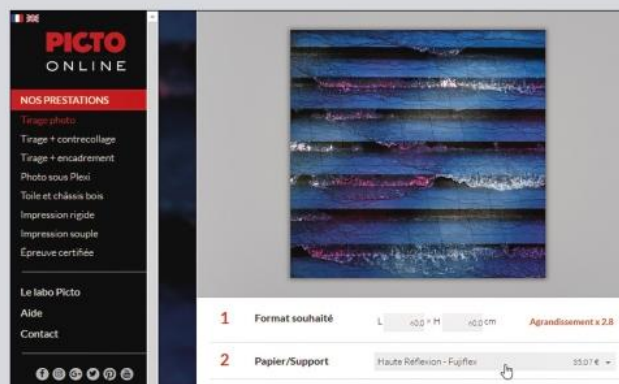 PICTO
ONLINE
NOS PRESTATIONS
Tirage photo
Tirage + contrecollage
Tirage + encadrement
Photo sous Plexi
Toile et châssis bois
Impression rigide
Impression souple
Épreuve certifiée
Le labo Picto
Aide
Contact
1 Format souhaité L × H cm Agrandissement x 2.8
2 Papier/Support Haute Réflexion - Fujiflex 35,07 €